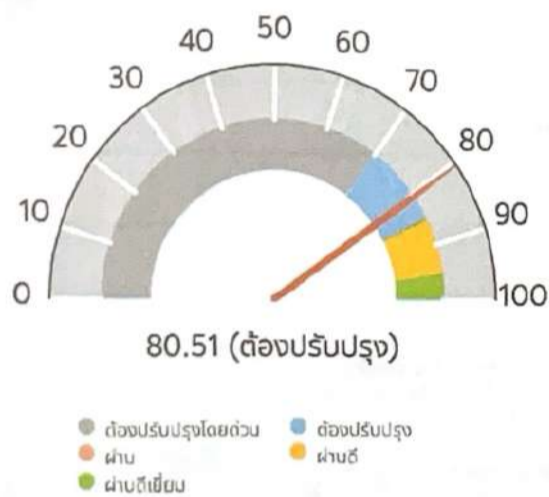 50
40 60
30 70
20 80
10 90
0 100
80.51 (ต้องปรับปรุง)
ต้องปรับปรุงโดยด่วน ต้องปรับปรุง
ผ่าน ผ่านดี
ผ่านดีเยี่ยม